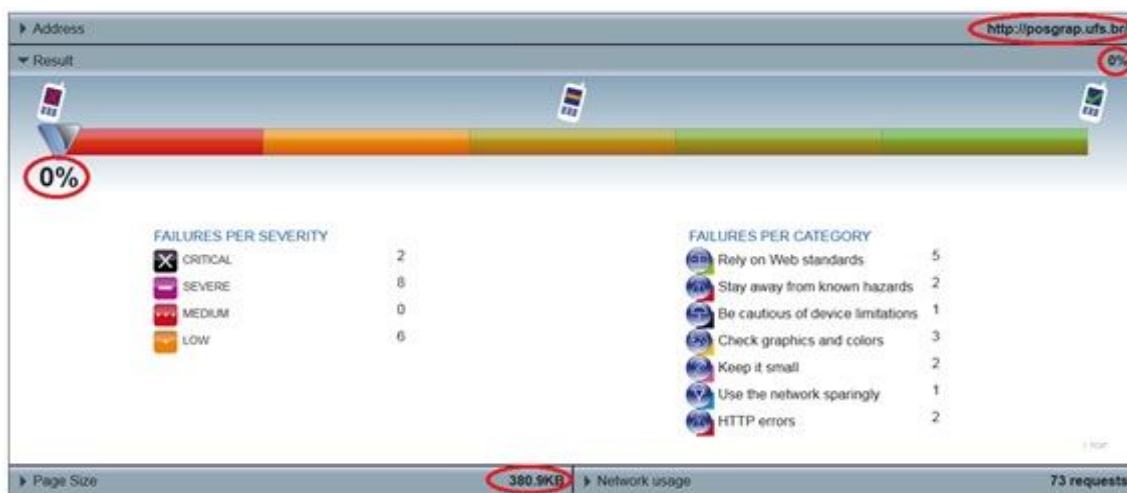 Address http://posgrap.ufs.br/
Result 0%
0%
FAILURES PER SEVERITY
CRITICAL 2
SEVERE 8
MEDIUM 0
LOW 6
FAILURES PER CATEGORY
Rely on Web standards 5
Stay away from known hazards 2
Be cautious of device limitations 1
Check graphics and colors 3
Keep it small 2
Use the network sparingly 1
HTTP errors 2
TOP
Page Size 380.9KB Network usage 73 requests